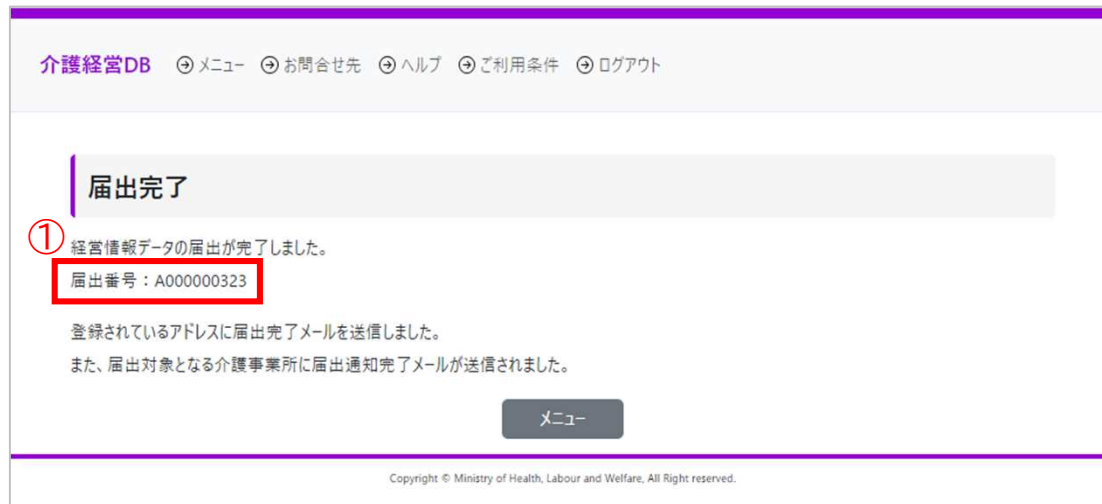 介護経営DB メニュー お問合せ先 ヘルプ ご利用条件 ログアウト
届出完了
①
経営情報データの届出が完了しました。
届出番号：A000000323
登録されているアドレスに届出完了メールを送信しました。
また、届出対象となる介護事業所に届出通知完了メールが送信されました。
メニュー
Copyright © Ministry of Health, Labour and Welfare, All Right reserved.